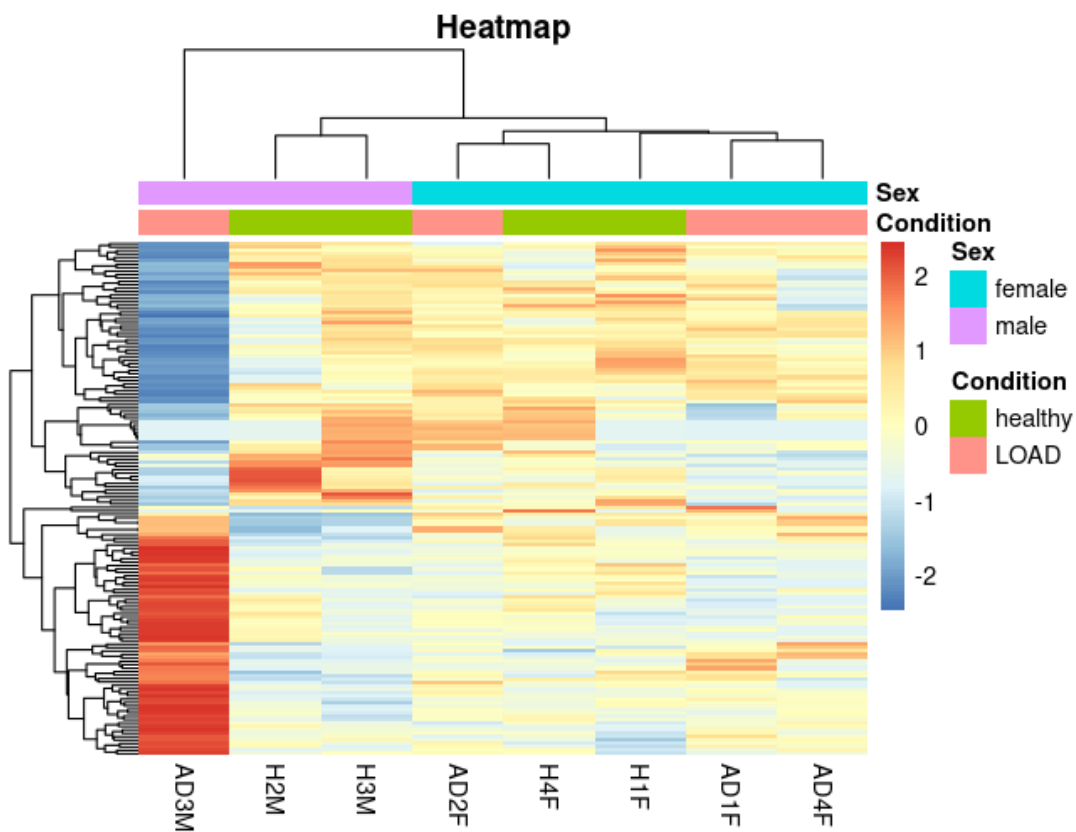 Heatmap
Sex
Condition
Sex
female
male
Condition
healthy
LOAD
2
1
0
-1
-2
AD3M
H2M
H3M
AD2F
H4F
H1F
AD1F
AD4F